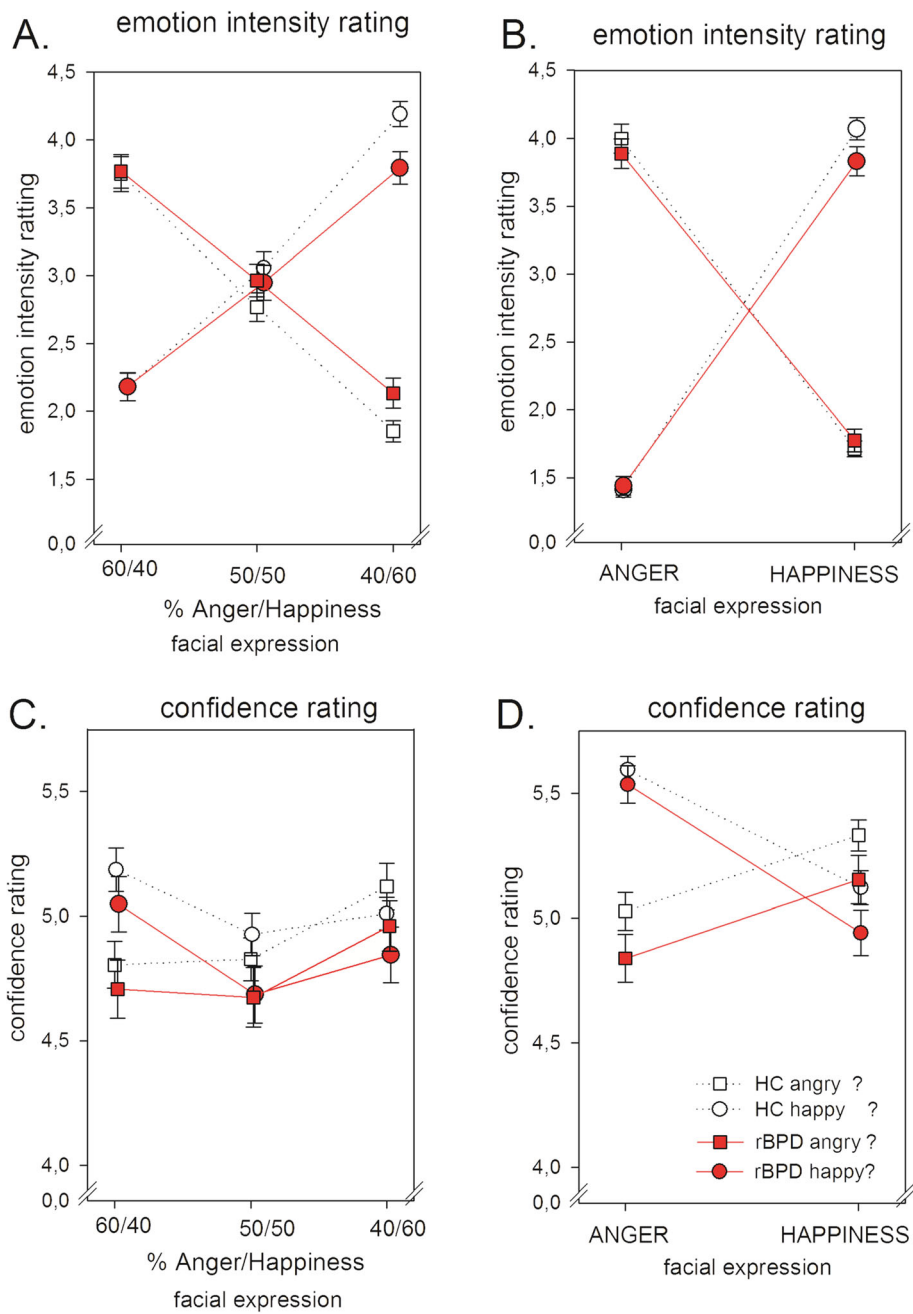 A.
emotion intensity rating
emotion intensity ratting
4,5
4,0
3,5
3,0
2,5
2,0
1,5
0,0
60/40
50/50
40/60
% Anger/Happiness
facial expression
B.
emotion intensity rating
emotion intensity rating
4,5
4,0
3,5
3,0
2,5
2,0
1,5
0,0
ANGER
HAPPINESS
facial expression
C.
confidence rating
confidence rating
5,5
5,0
4,5
4,0
0,0
60/40
50/50
40/60
% Anger/Happiness
facial expression
D.
confidence rating
confidence rating
5,5
5,0
4,5
4,0
0,0
HC angry ?
HC happy ?
rBPD angry ?
rBPD happy?
ANGER
HAPPINESS
facial expression